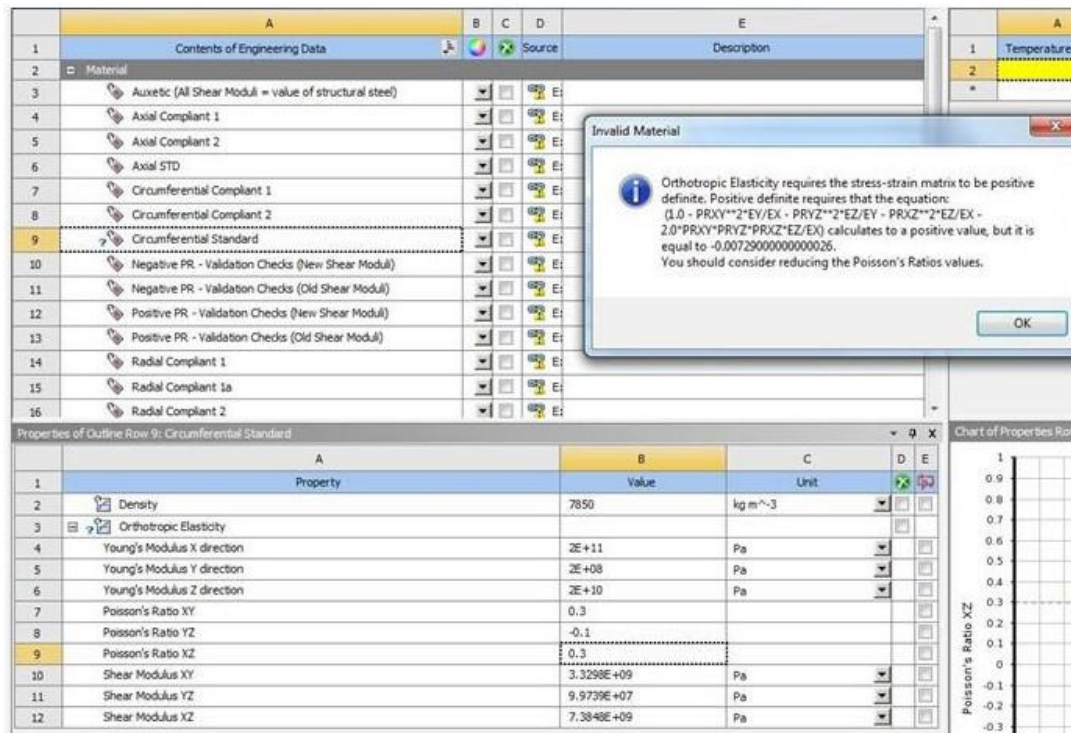 A B C D E
1 Contents of Engineering Data Source Description
2 Material
3 Auxetic (All Shear Moduli = value of structural steel) E:
4 Axial Compliant 1 E:
5 Axial Compliant 2 E:
6 Axial STD E:
7 Circumferential Compliant 1 E:
8 Circumferential Compliant 2 E:
9 Circumferential Standard E:
10 Negative PR - Validation Checks (New Shear Moduli) E:
11 Negative PR - Validation Checks (Old Shear Moduli) E:
12 Positive PR - Validation Checks (New Shear Moduli) E:
13 Positive PR - Validation Checks (Old Shear Moduli) E:
14 Radial Compliant 1 E:
15 Radial Compliant 1a E:
16 Radial Compliant 2 E:
A
1 Temperature
2
*
Invalid Material
Orthotropic Elasticity requires the stress-strain matrix to be positive
definite. Positive definite requires that the equation:
(1.0 - PRXY**2*EY/EX - PRYZ**2*EZ/EY - PRXZ**2*EZ/EX -
2.0*PRXY*PRYZ*PRXZ*EZ/EX) calculates to a positive value, but it is
equal to -0.00729000000000026.
You should consider reducing the Poisson's Ratios values.
OK
Properties of Outline Row 9: Circumferential Standard
A B C D E
1 Property Value Unit
2 Density 7850 kg m^-3
3 Orthotropic Elasticity
4 Young's Modulus X direction 2E+11 Pa
5 Young's Modulus Y direction 2E+08 Pa
6 Young's Modulus Z direction 2E+10 Pa
7 Poisson's Ratio XY 0.3
8 Poisson's Ratio YZ -0.1
9 Poisson's Ratio XZ 0.3
10 Shear Modulus XY 3.3298E+09 Pa
11 Shear Modulus YZ 9.9739E+07 Pa
12 Shear Modulus XZ 7.3848E+09 Pa
Chart of Properties Ro
1
0.9
0.8
0.7
0.6
0.5
0.4
0.3
0.2
0.1
0
-0.1
-0.2
-0.3
Poisson's Ratio XZ